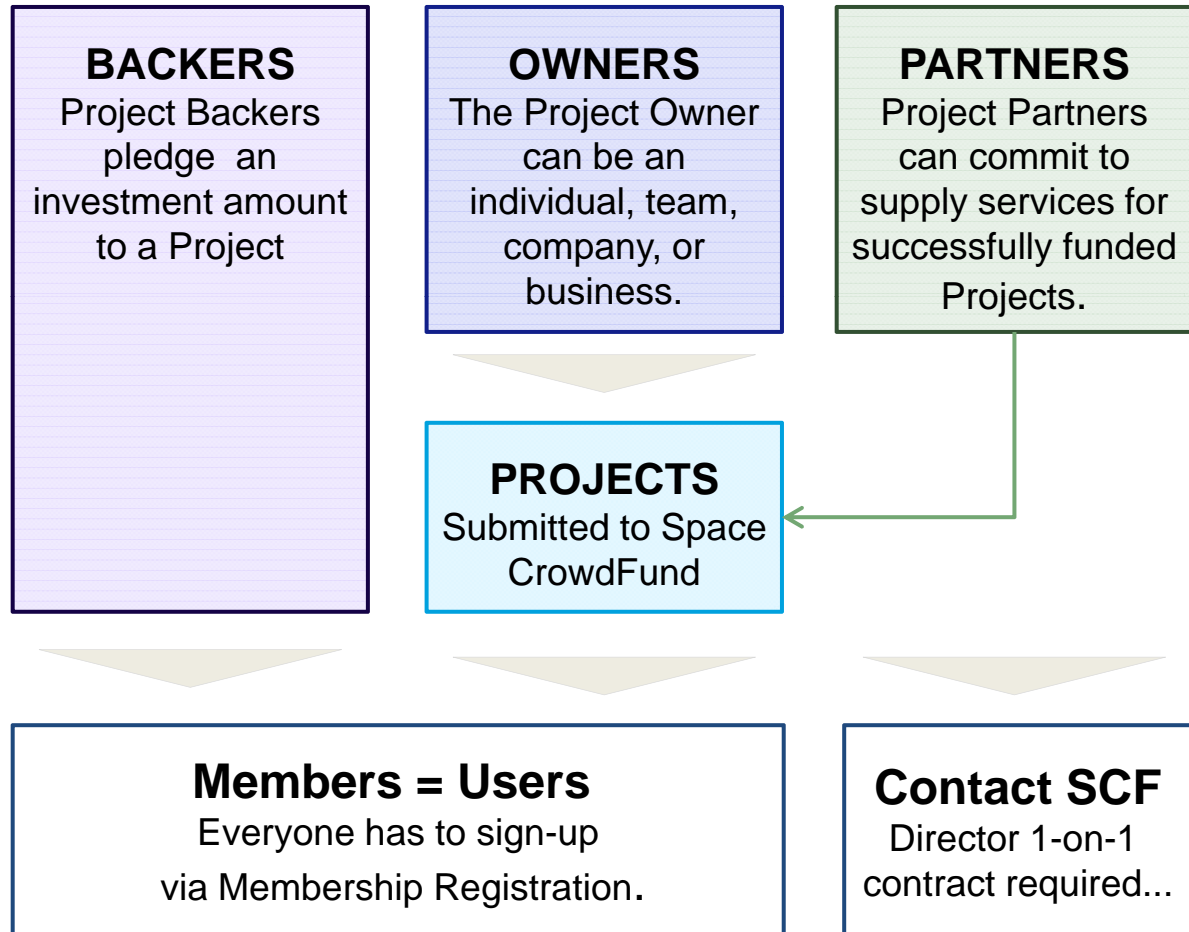 BACKERS
Project Backers
pledge  an
investment amount
to a Project
OWNERS
The Project Owner
can be an
individual, team,
company, or
business.
PARTNERS
Project Partners
can commit to
supply services for
successfully funded
Projects.
PROJECTS
Submitted to Space
CrowdFund
Members = Users
Everyone has to sign-up
via Membership Registration.
Contact SCF
Director 1-on-1
contract required...